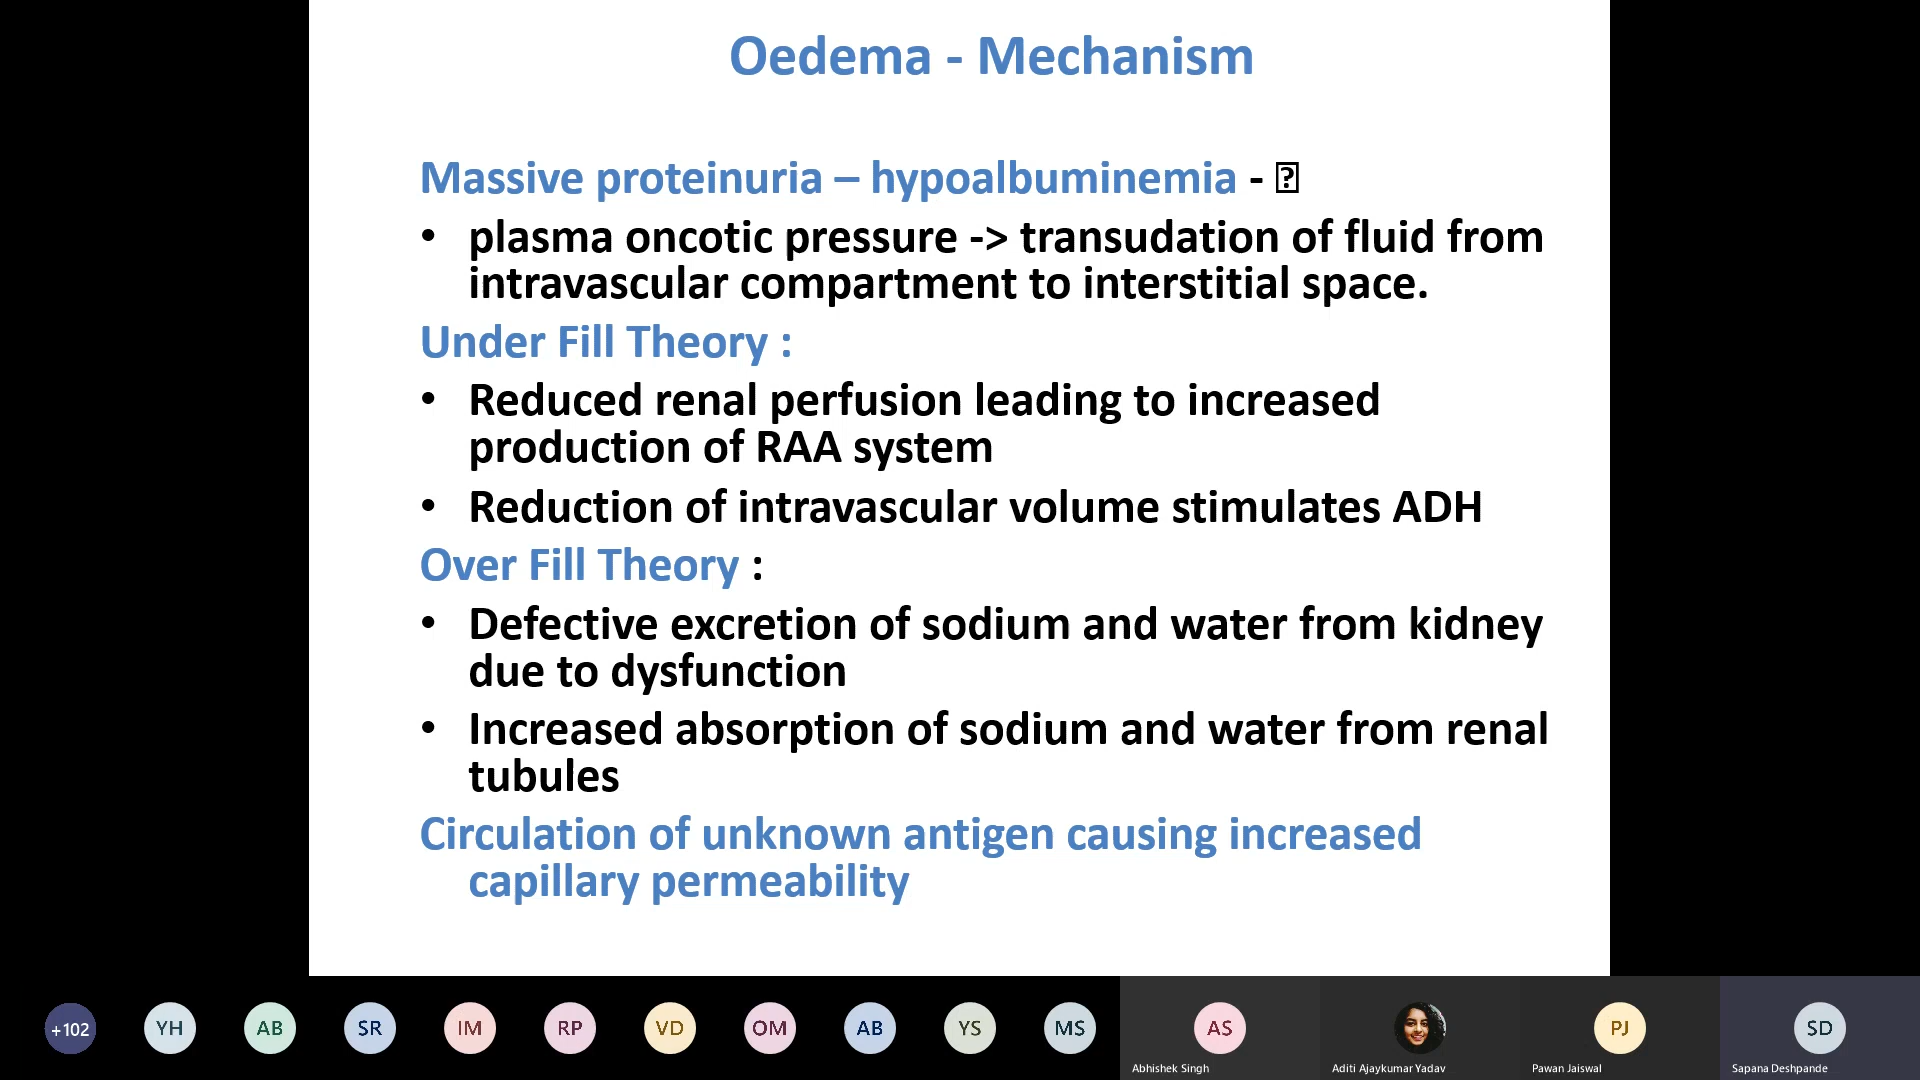 Oedema - Mechanism
Massive proteinuria – hypoalbuminemia -
• plasma oncotic pressure -> transudation of fluid from
intravascular compartment to interstitial space.
Under Fill Theory :
• Reduced renal perfusion leading to increased
production of RAA system
• Reduction of intravascular volume stimulates ADH
Over Fill Theory :
• Defective excretion of sodium and water from kidney
due to dysfunction
• Increased absorption of sodium and water from renal
tubules
Circulation of unknown antigen causing increased
capillary permeability
+102 YH AB SR IM RP VD OM AB YS MS AS PJ SD
Abhishek Singh Aditi Ajaykumar Yadav Pawan Jaiswal Sapana Deshpande